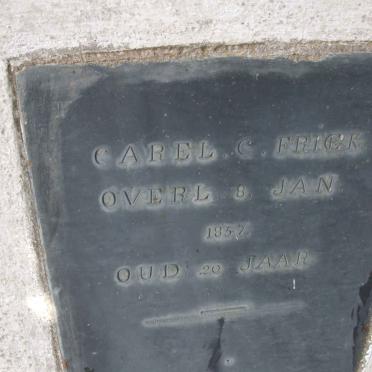 CAREL. C. FRICK
OVERL 8 JAN
1857
OUD 20 JAAR